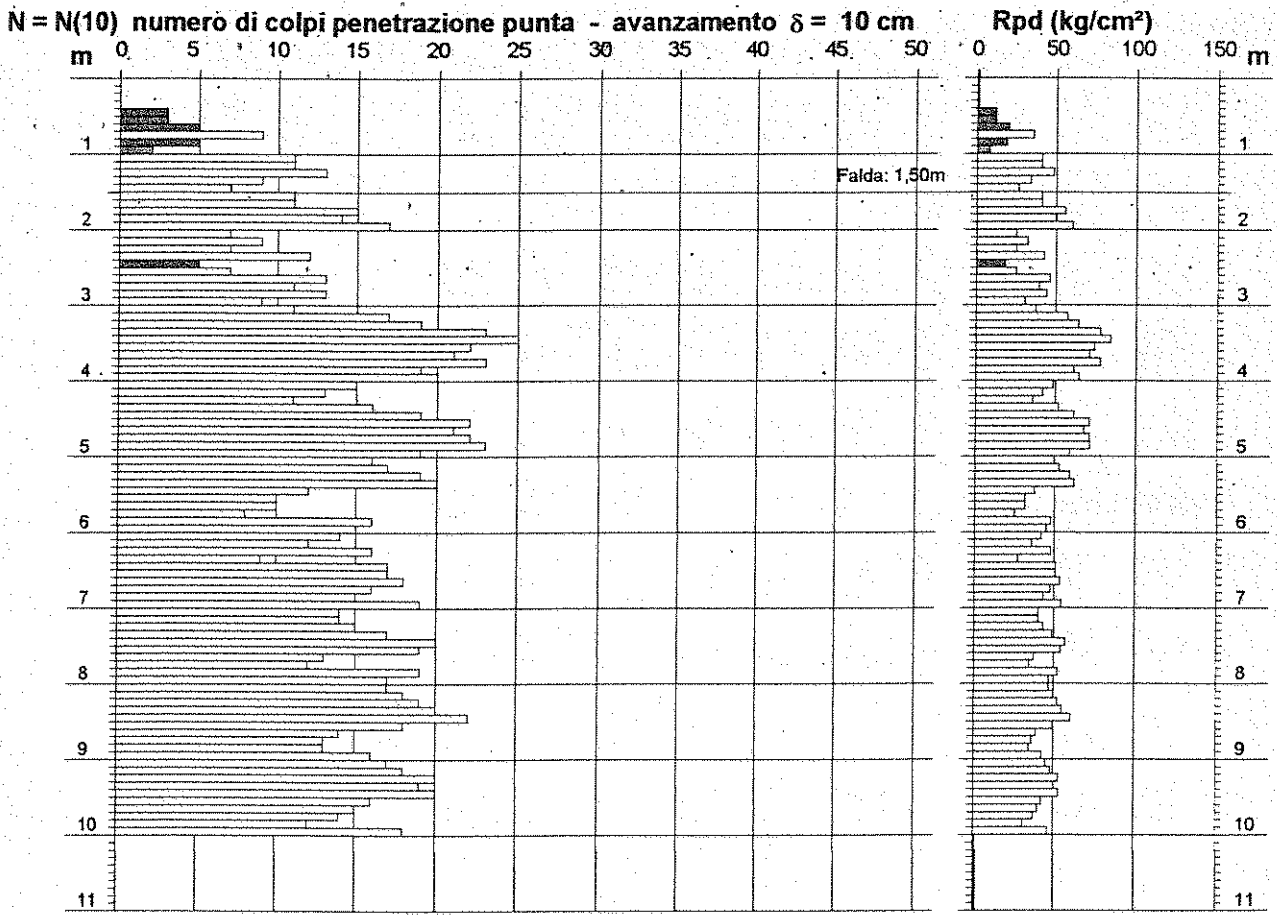 N = N(10) numero di colpi penetrazione punta - avanzamento δ = 10 cm
Rpd (kg/cm²)
m 0 5 10 15 20 25 30 35 40 45 50
0 50 100 150 m
1 1
Falda: 1,50m
2 2
3 3
4 4
5 5
6 6
7 7
8 8
9 9
10 10
11 11